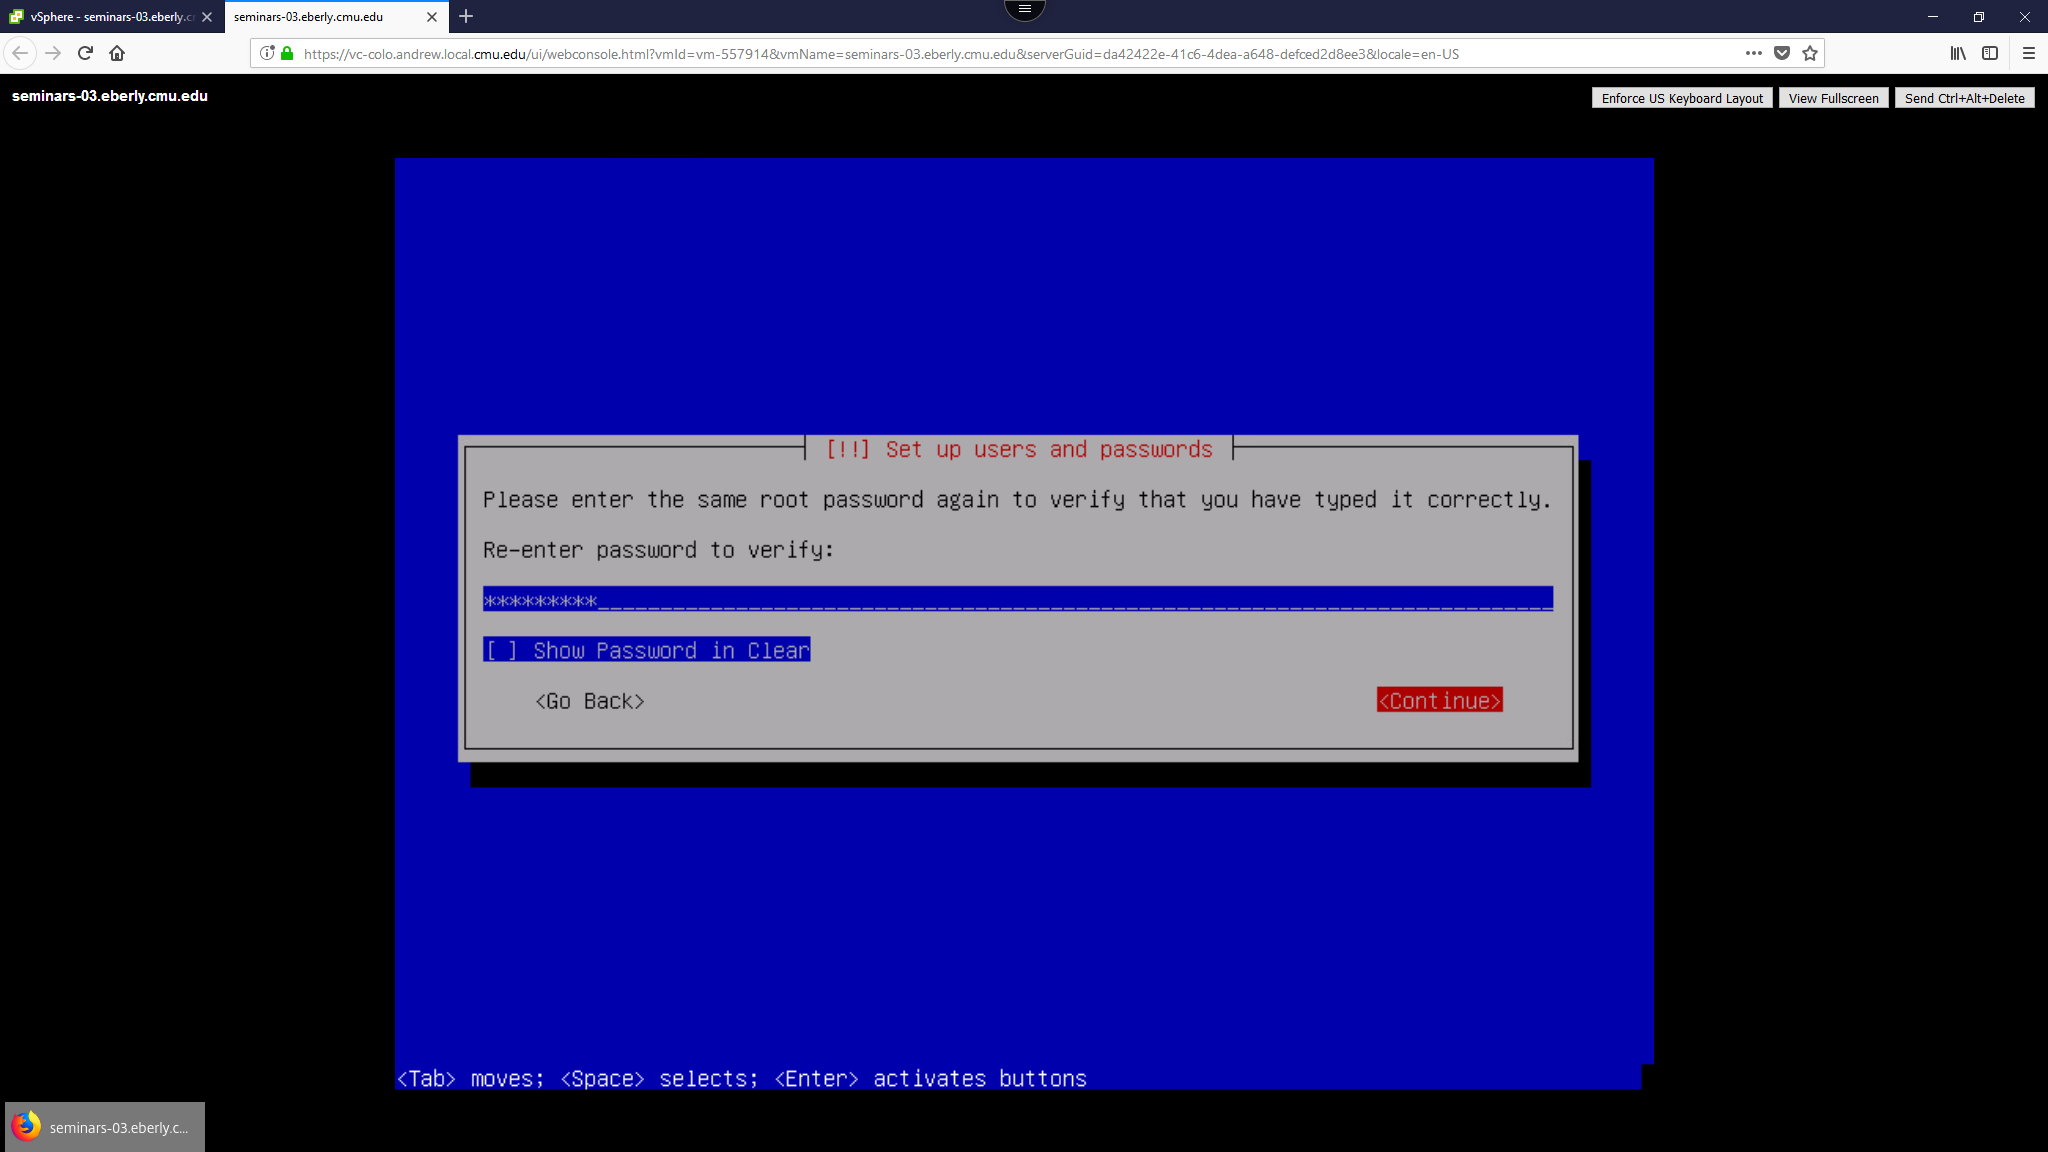 vSphere - seminars-03.eberly.c
seminars-03.eberly.cmu.edu
https://vc-colo.andrew.local.cmu.edu/ui/webconsole.html?vmId=vm-557914&vmName=seminars-03.eberly.cmu.edu&serverGuid=da42422e-41c6-4dea-a648-defced2d8ee3&locale=en-US
seminars-03.eberly.cmu.edu
Enforce US Keyboard Layout
View Fullscreen
Send Ctrl+Alt+Delete
[!!] Set up users and passwords
Please enter the same root password again to verify that you have typed it correctly.
Re-enter password to verify:
*********
[ ] Show Password in Clear
<Go Back> <Continue>
<Tab> moves; <Space> selects; <Enter> activates buttons
seminars-03.eberly.c...